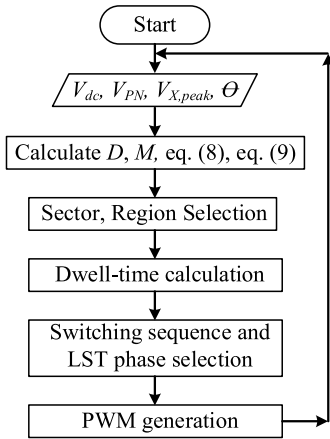 Start
V_dc, V_PN, V_X,peak, Θ
Calculate D, M, eq. (8), eq. (9)
Sector, Region Selection
Dwell-time calculation
Switching sequence and
LST phase selection
PWM generation